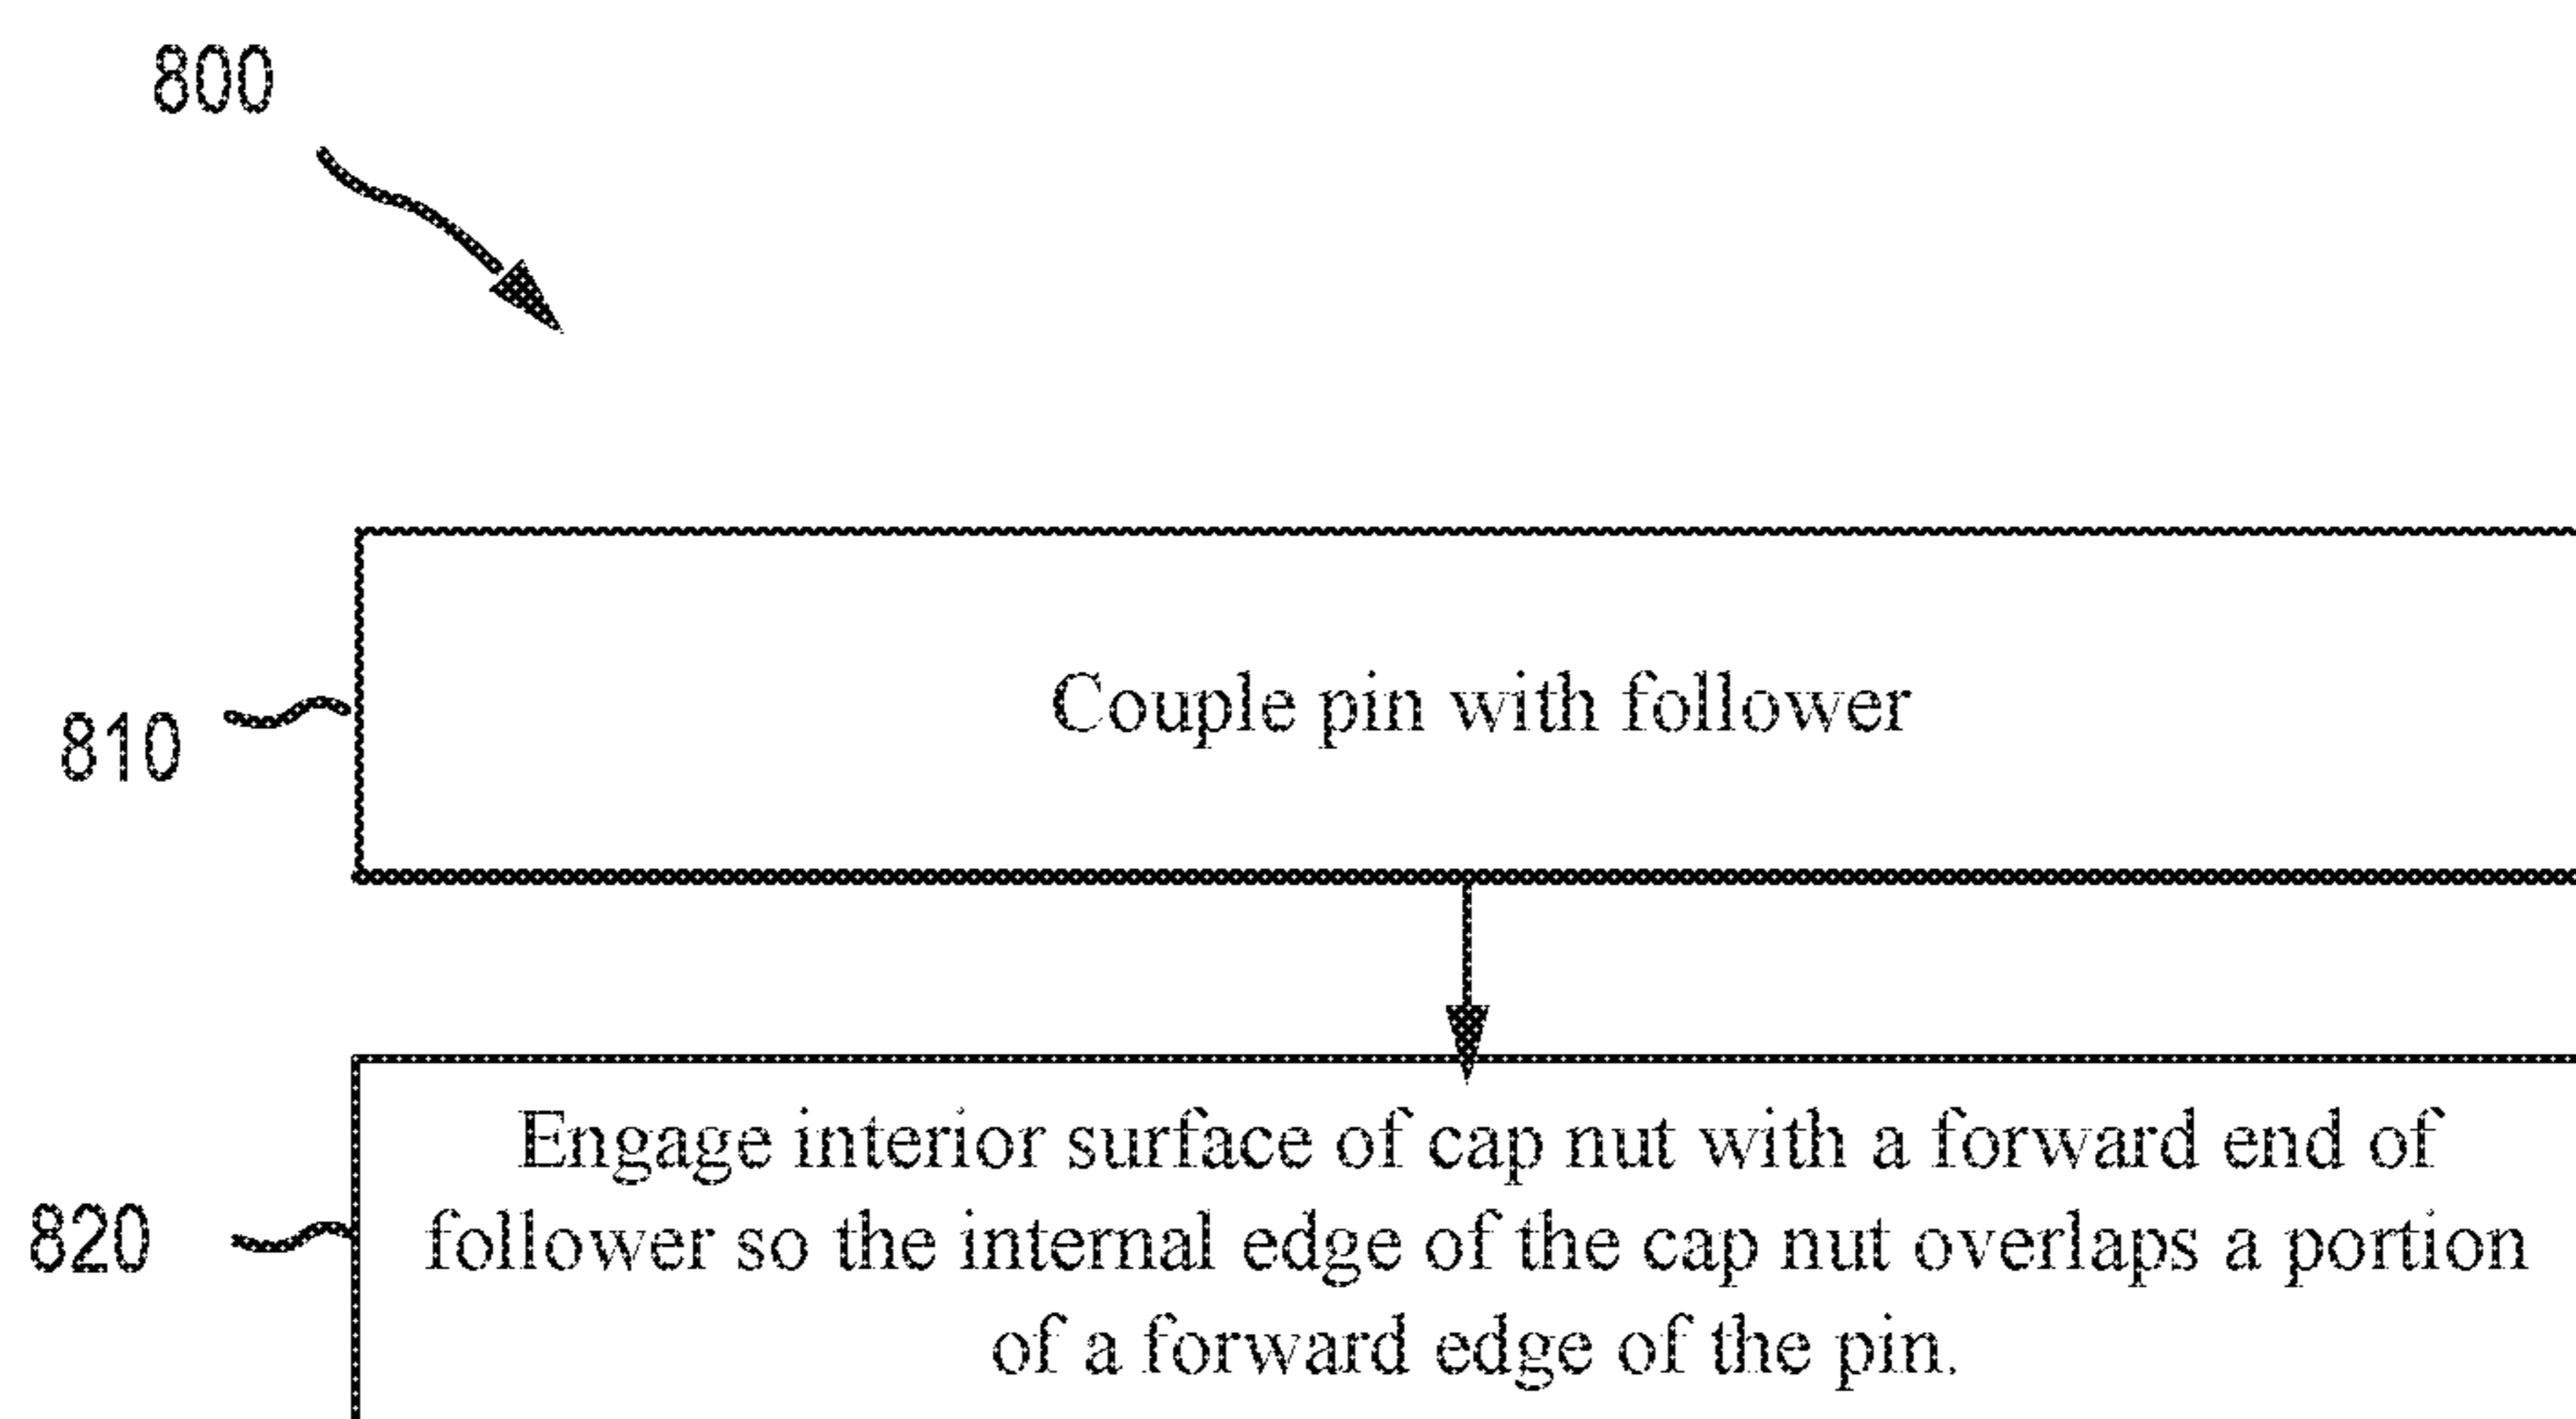 800
810
Couple pin with follower
820
Engage interior surface of cap nut with a forward end of
follower so the internal edge of the cap nut overlaps a portion
of a forward edge of the pin.